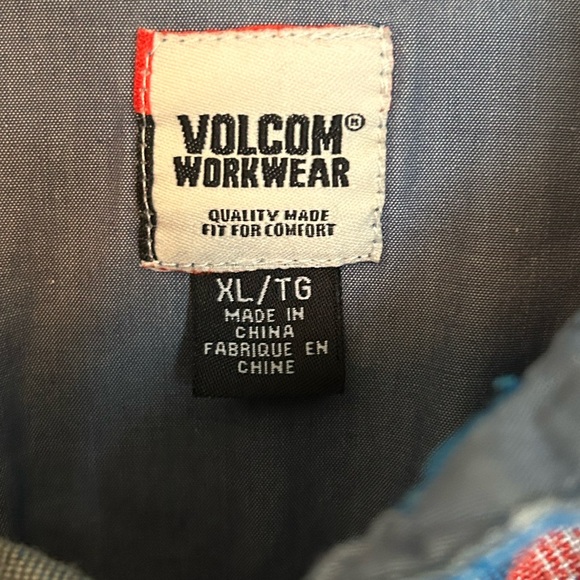 VOLCOM®
WORKWEAR
QUALITY MADE
FIT FOR COMFORT
XL/TG
MADE IN
CHINA
FABRIQUE EN
CHINE